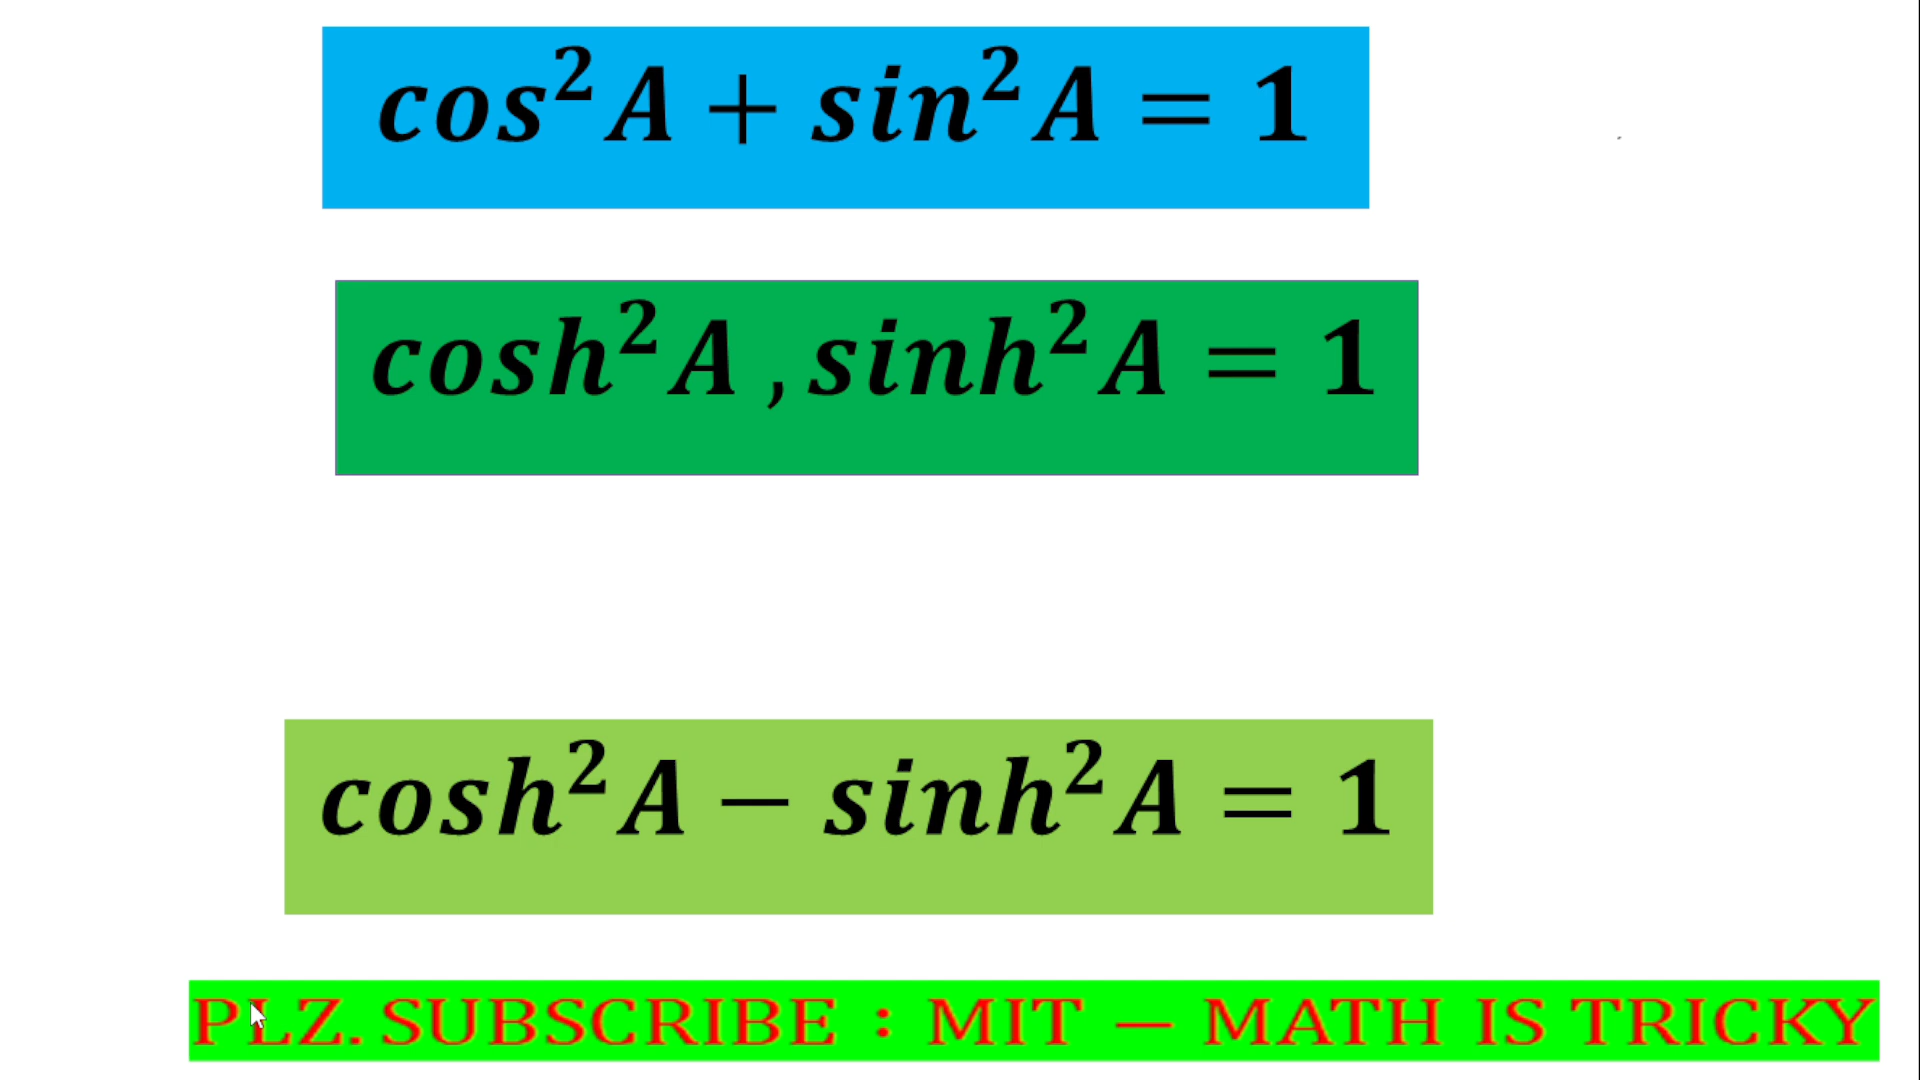 cos²A + sin²A = 1
cosh²A , sinh²A = 1
cosh²A − sinh²A = 1
PLZ. SUBSCRIBE : MIT − MATH IS TRICKY